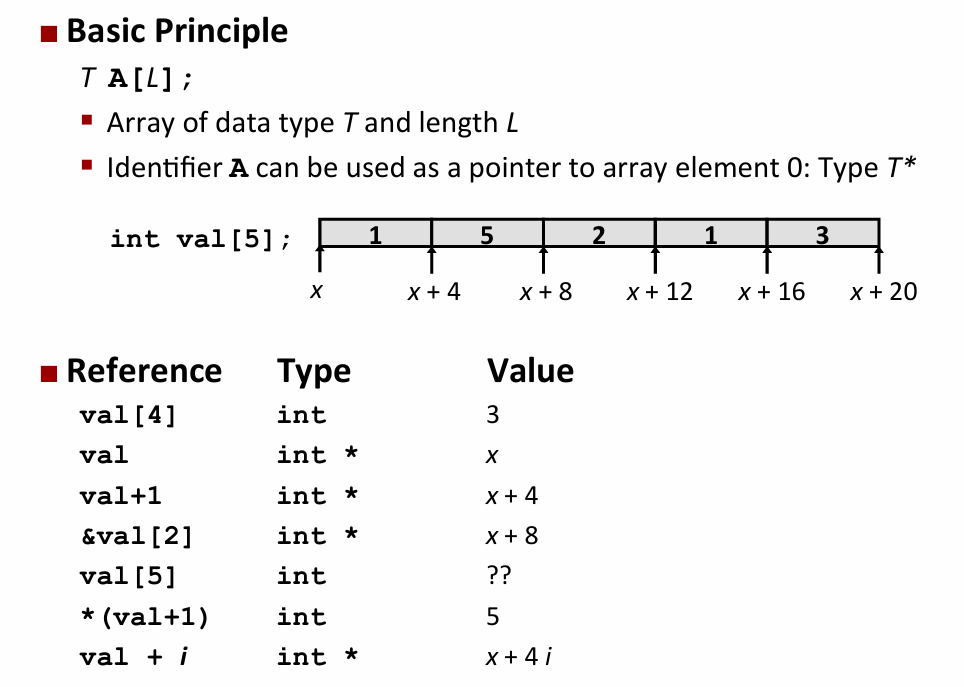 Basic Principle
T A[L];
Array of data type T and length L
Identifier A can be used as a pointer to array element 0: Type T*
int val[5]; 1 5 2 1 3
x x + 4 x + 8 x + 12 x + 16 x + 20
Reference Type Value
val[4] int 3
val int * x
val+1 int * x + 4
&val[2] int * x + 8
val[5] int ??
*(val+1) int 5
val + i int * x + 4 i